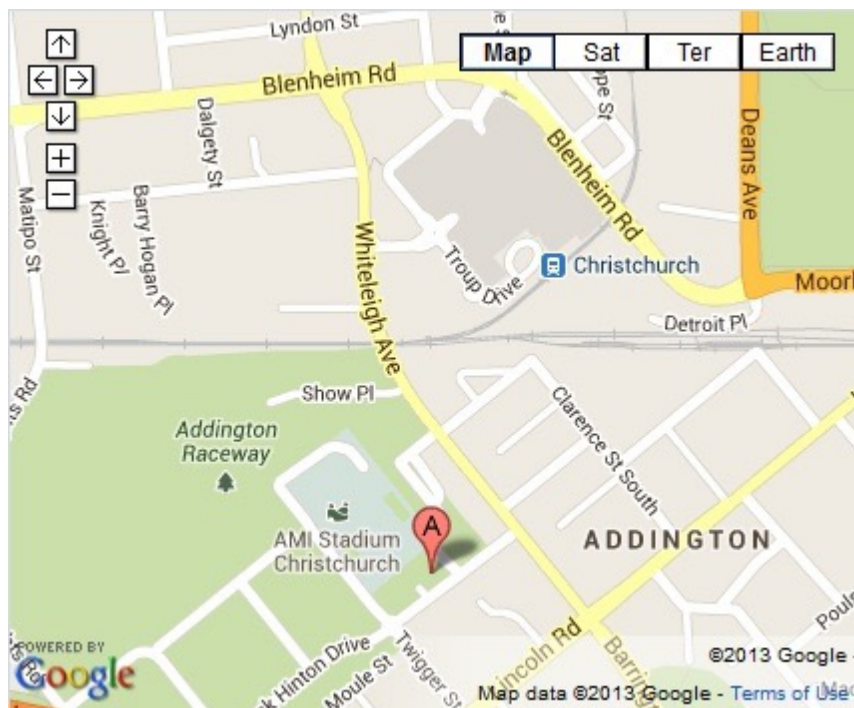 Lyndon St
Map
Sat
Ter
Earth
Blenheim Rd
Dalgety St
Deans Ave
Blenheim Rd
Matipo St
Knight Pl
Barry Hogan Pl
Whiteleigh Ave
Troup Drive
Christchurch
Moorh
Detroit Pl
Show Pl
Clarence St South
Addington
Raceway
A
AMI Stadium
Christchurch
ADDINGTON
Hinton Drive
Moule St
Twigger St
Lincoln Rd
Barring
Pouls
POWERED BY
Google
©2013 Google -
Map data ©2013 Google - Terms of Use